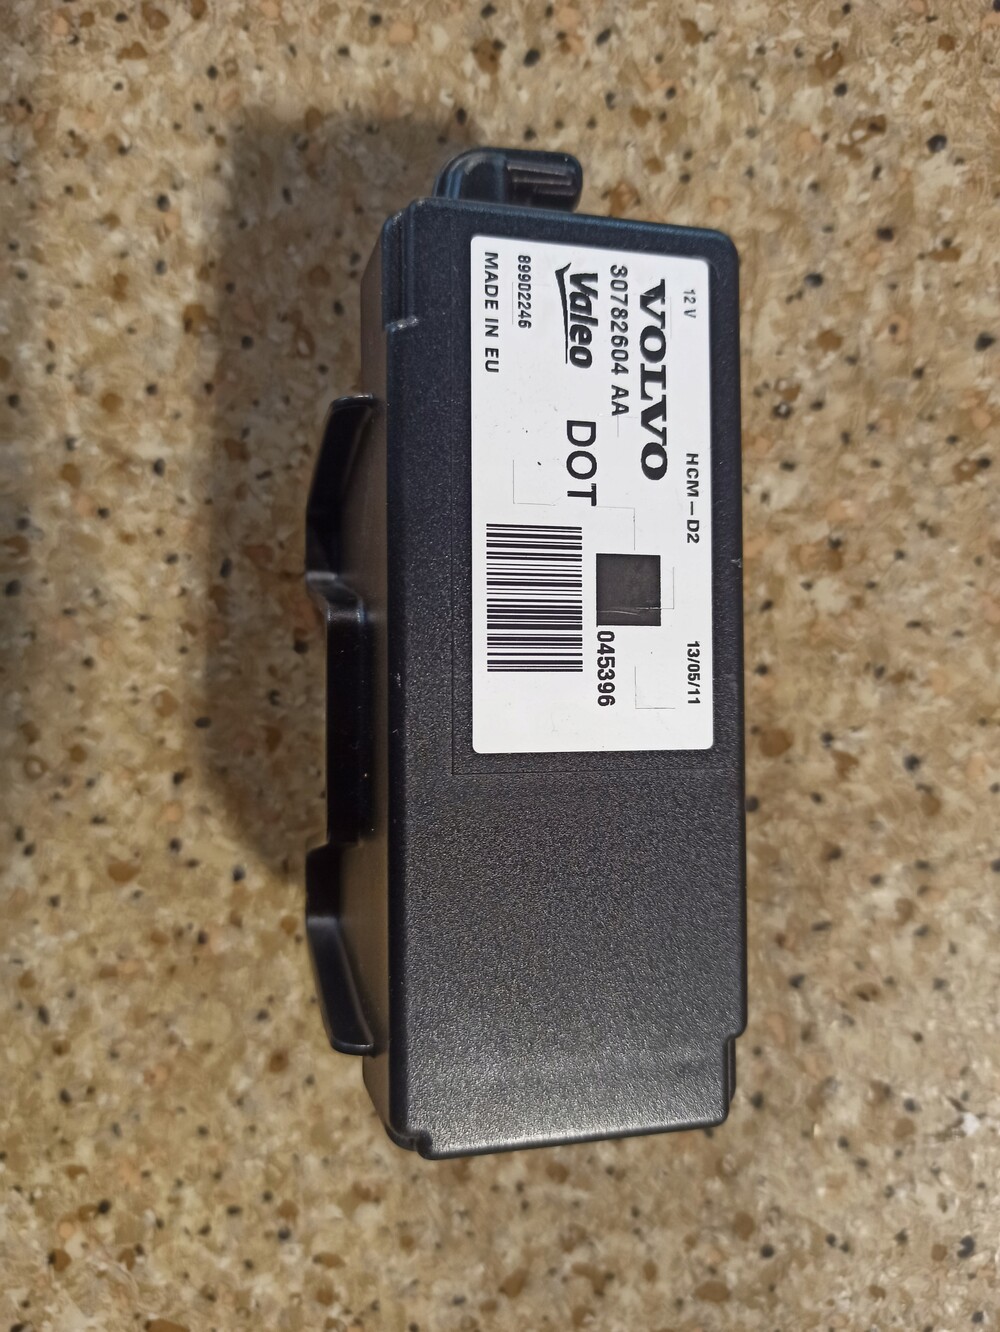 12 V HCM–D2 13/05/11
VOLVO
30782604 AA
Valeo DOT 045396
89902246
MADE IN EU